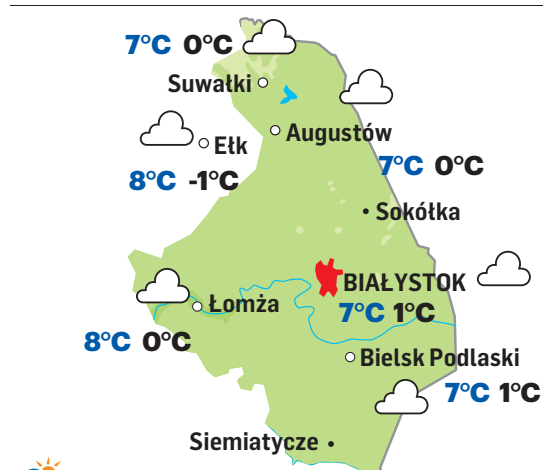 7°C 0°C
Suwałki
Augustów
Ełk
7°C 0°C
8°C -1°C
Sokółka
BIAŁYSTOK
Łomża
7°C 1°C
8°C 0°C
Bielsk Podlaski
7°C 1°C
Siemiatycze